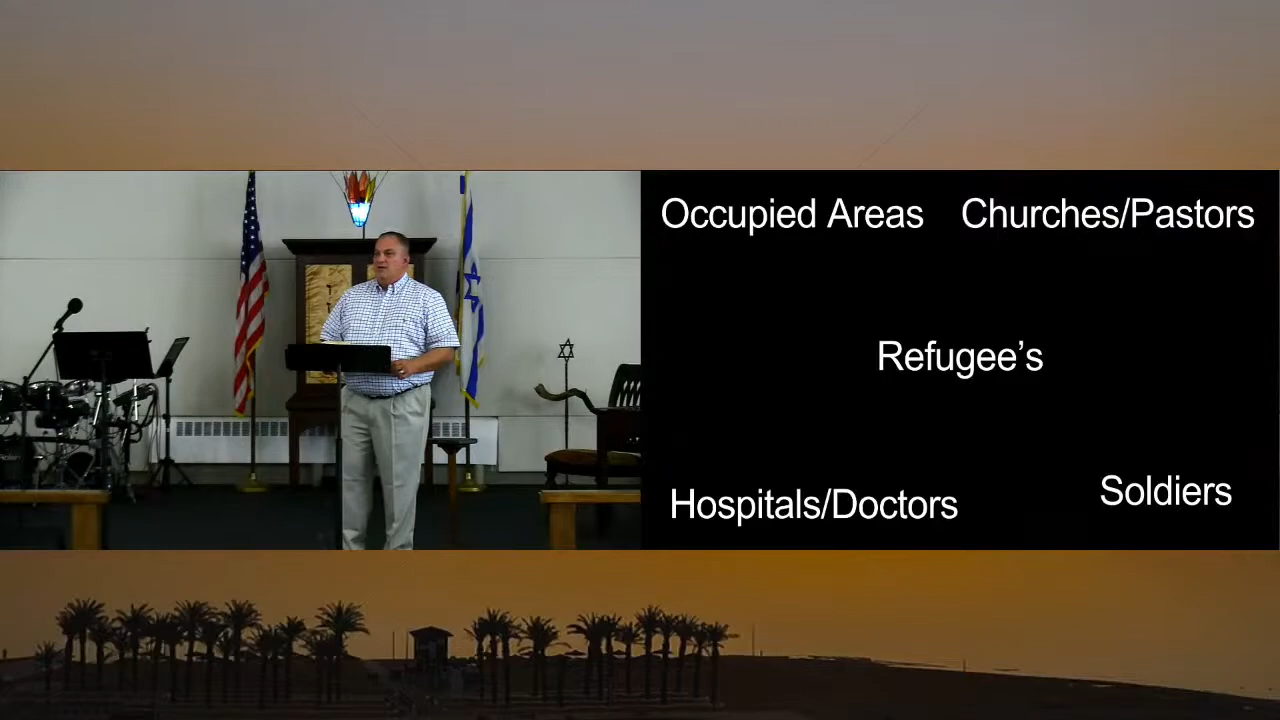 Occupied Areas Churches/Pastors
Refugee’s
Hospitals/Doctors Soldiers